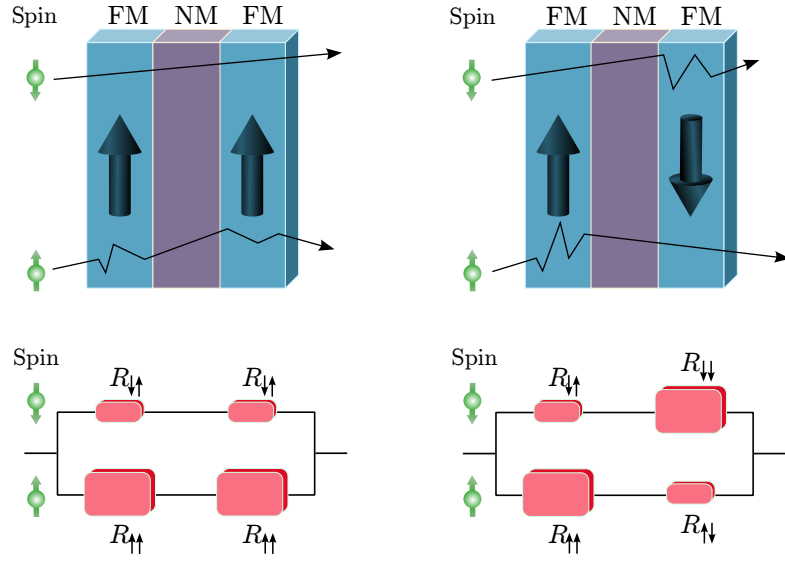 Spin FM NM FM
Spin FM NM FM
Spin
R↓↑ R↓↑
R↑↑ R↑↑
Spin
R↓↑ R↓↓
R↑↑ R↑↓